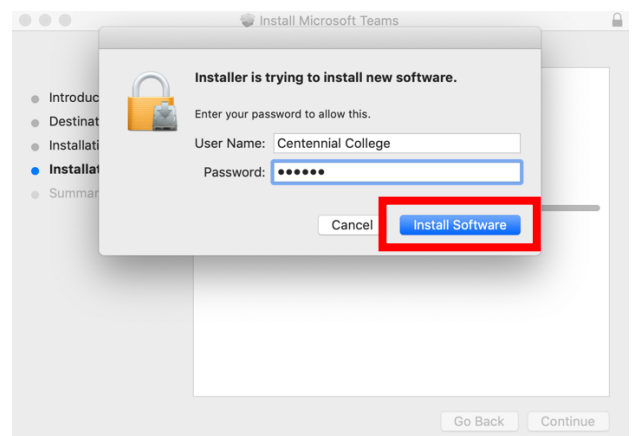 Install Microsoft Teams
Installer is trying to install new software.
Enter your password to allow this.
User Name: Centennial College
Password: ••••••
Cancel
Install Software
Introduc
Destinat
Installati
Installat
Summar
Go Back
Continue